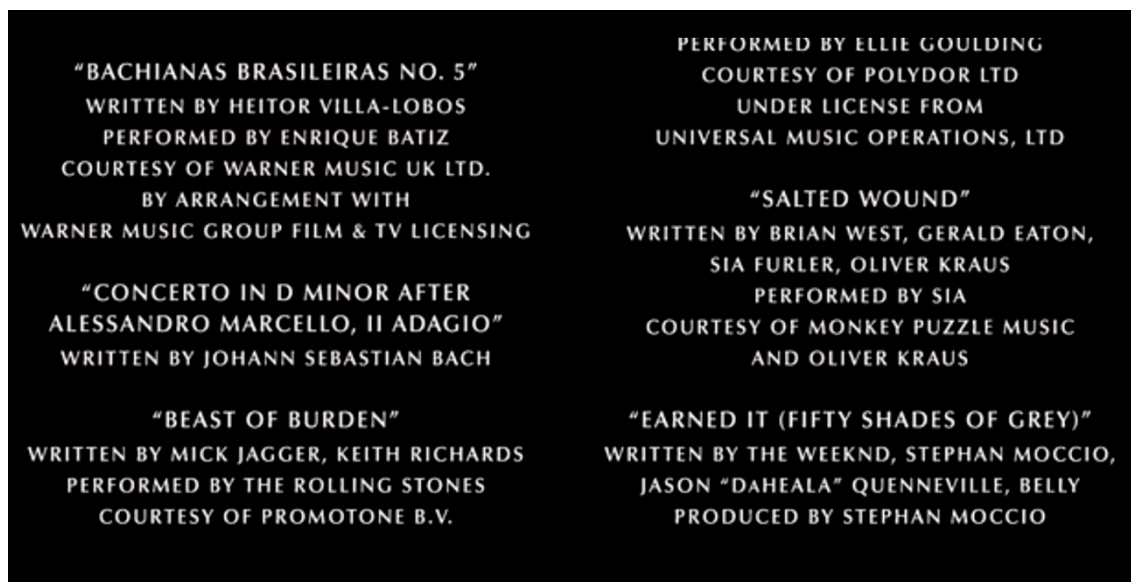 “BACHIANAS BRASILEIRAS NO. 5”
WRITTEN BY HEITOR VILLA-LOBOS
PERFORMED BY ENRIQUE BATIZ
COURTESY OF WARNER MUSIC UK LTD.
BY ARRANGEMENT WITH
WARNER MUSIC GROUP FILM & TV LICENSING
“CONCERTO IN D MINOR AFTER
ALESSANDRO MARCELLO, II ADAGIO”
WRITTEN BY JOHANN SEBASTIAN BACH
“BEAST OF BURDEN”
WRITTEN BY MICK JAGGER, KEITH RICHARDS
PERFORMED BY THE ROLLING STONES
COURTESY OF PROMOTONE B.V.
PERFORMED BY ELLIE GOULDING
COURTESY OF POLYDOR LTD
UNDER LICENSE FROM
UNIVERSAL MUSIC OPERATIONS, LTD
“SALTED WOUND”
WRITTEN BY BRIAN WEST, GERALD EATON,
SIA FURLER, OLIVER KRAUS
PERFORMED BY SIA
COURTESY OF MONKEY PUZZLE MUSIC
AND OLIVER KRAUS
“EARNED IT (FIFTY SHADES OF GREY)”
WRITTEN BY THE WEEKND, STEPHAN MOCCIO,
JASON “DAHEALA” QUENNEVILLE, BELLY
PRODUCED BY STEPHAN MOCCIO